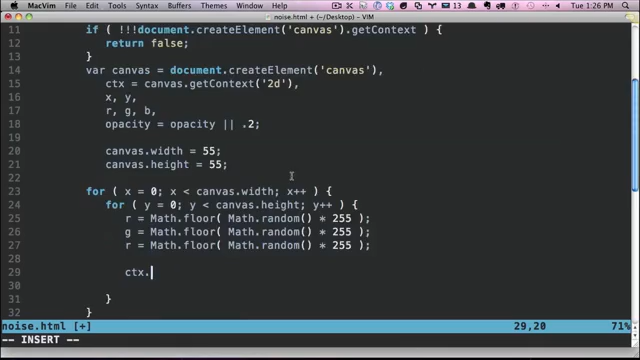 MacVim File Edit Tools Syntax Buffers Window Help
13
Tue 1:26 PM
noise.html + (~/Desktop) - VIM
11 if ( !!!document.createElement('canvas').getContext ) {
12 return false;
13 }
14 var canvas = document.createElement('canvas'),
15 ctx = canvas.getContext('2d'),
16 x, y,
17 r, g, b,
18 opacity = opacity || .2;
19
20 canvas.width = 55;
21 canvas.height = 55;
22
23 for ( x = 0; x < canvas.width; x++ ) {
24 for ( y = 0; y < canvas.height; y++ ) {
25 r = Math.floor( Math.random() * 255 );
26 g = Math.floor( Math.random() * 255 );
27 r = Math.floor( Math.random() * 255 );
28
29 ctx.
30
31 }
32 }
noise.html [+] 29,20 71%
-- INSERT --